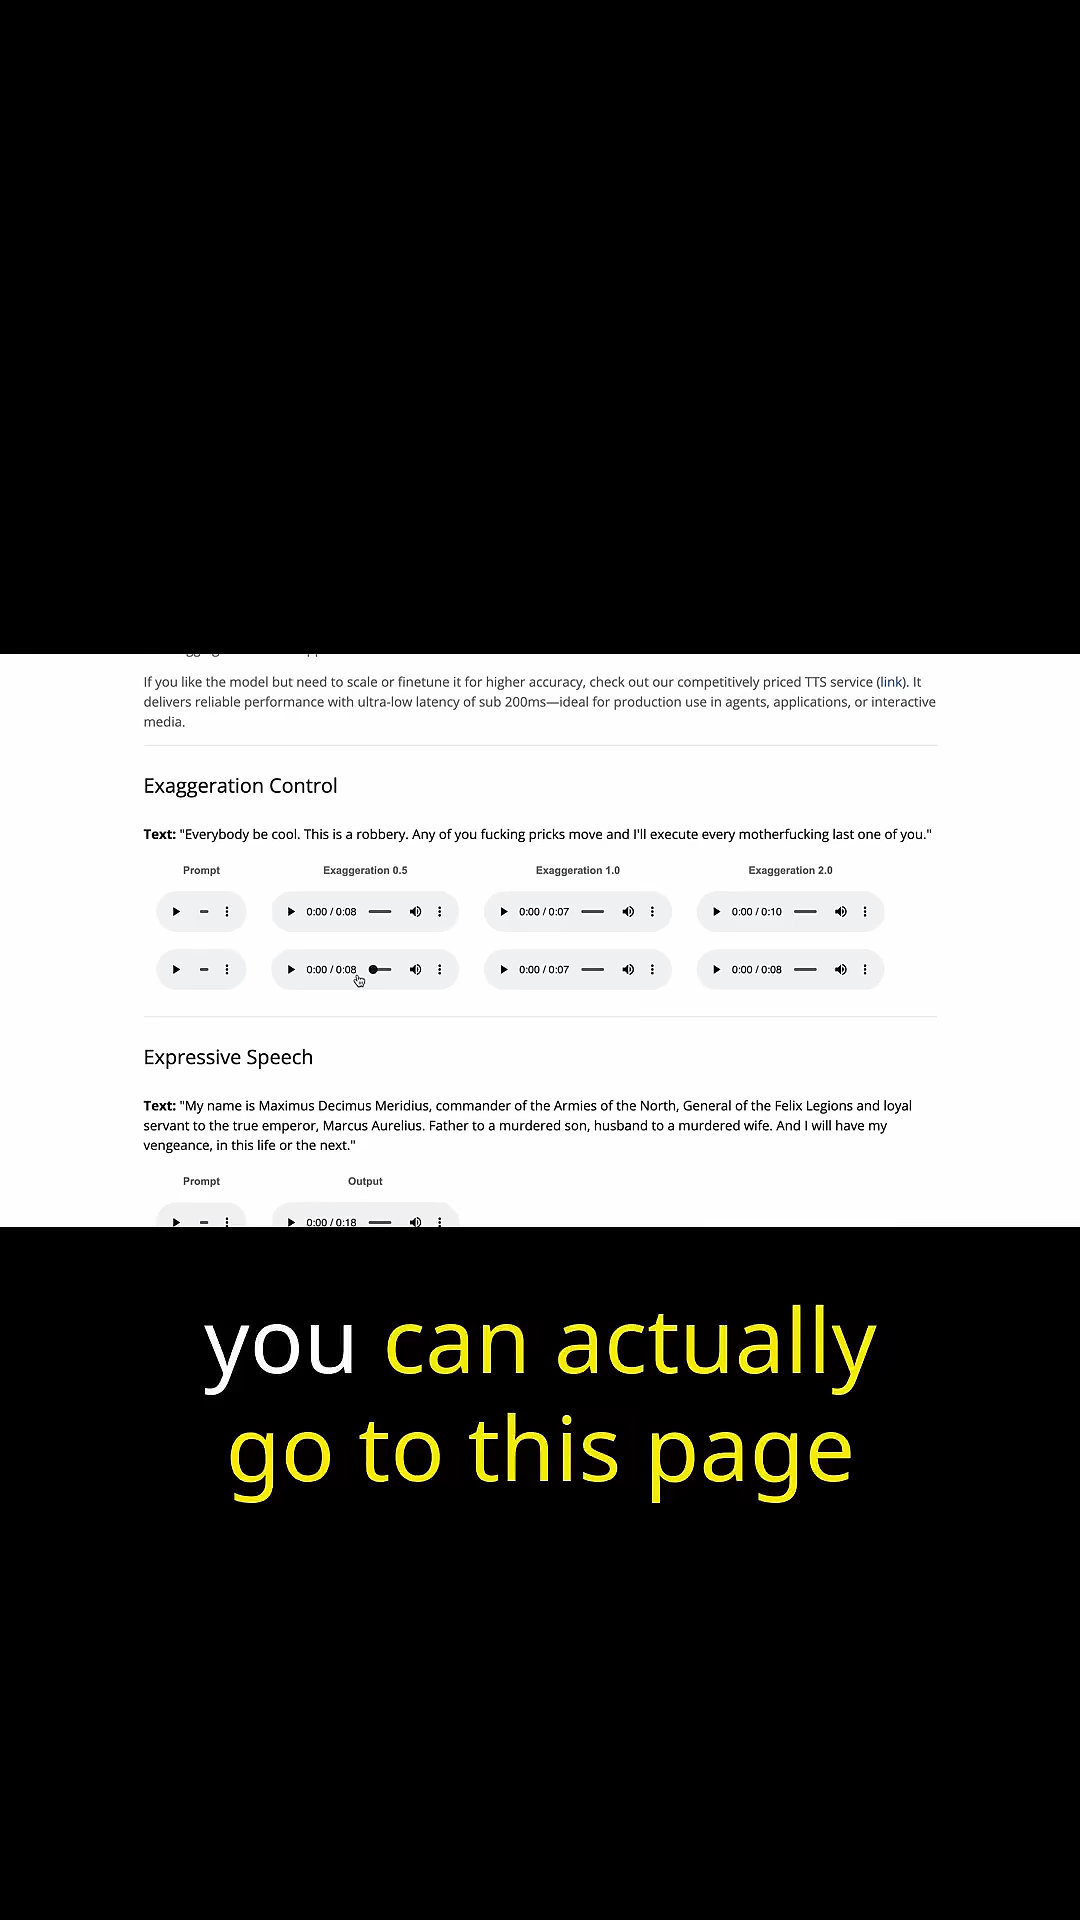 If you like the model but need to scale or finetune it for higher accuracy, check out our competitively priced TTS service (link). It
delivers reliable performance with ultra-low latency of sub 200ms—ideal for production use in agents, applications, or interactive
media.
Exaggeration Control
Text: "Everybody be cool. This is a robbery. Any of you fucking pricks move and I'll execute every motherfucking last one of you."
Prompt Exaggeration 0.5 Exaggeration 1.0 Exaggeration 2.0
0:00 / 0:08 0:00 / 0:07 0:00 / 0:10
0:00 / 0:08 0:00 / 0:07 0:00 / 0:08
Expressive Speech
Text: "My name is Maximus Decimus Meridius, commander of the Armies of the North, General of the Felix Legions and loyal
servant to the true emperor, Marcus Aurelius. Father to a murdered son, husband to a murdered wife. And I will have my
vengeance, in this life or the next."
Prompt Output
0:00 / 0:18
you can actually
go to this page